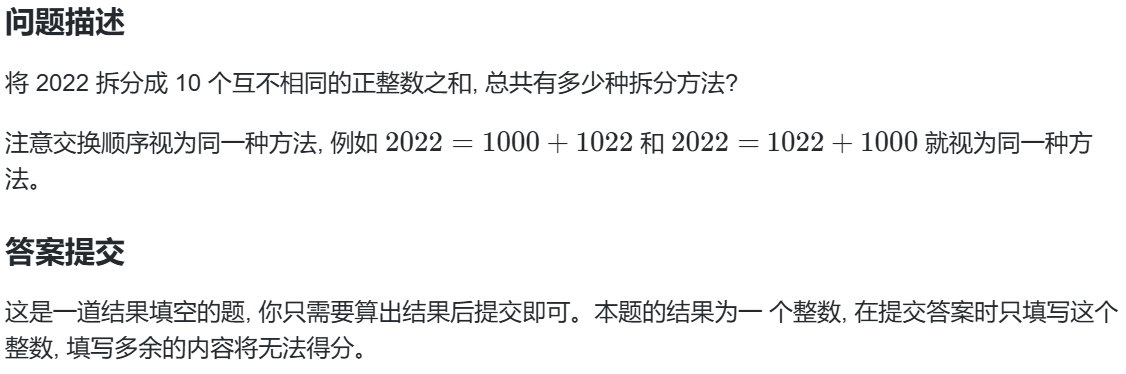 问题描述
将 2022 拆分成 10 个互不相同的正整数之和, 总共有多少种拆分方法?
注意交换顺序视为同一种方法, 例如 2022 = 1000 + 1022 和 2022 = 1022 + 1000 就视为同一种方
法。
答案提交
这是一道结果填空的题, 你只需要算出结果后提交即可。本题的结果为一 个整数, 在提交答案时只填写这个
整数, 填写多余的内容将无法得分。